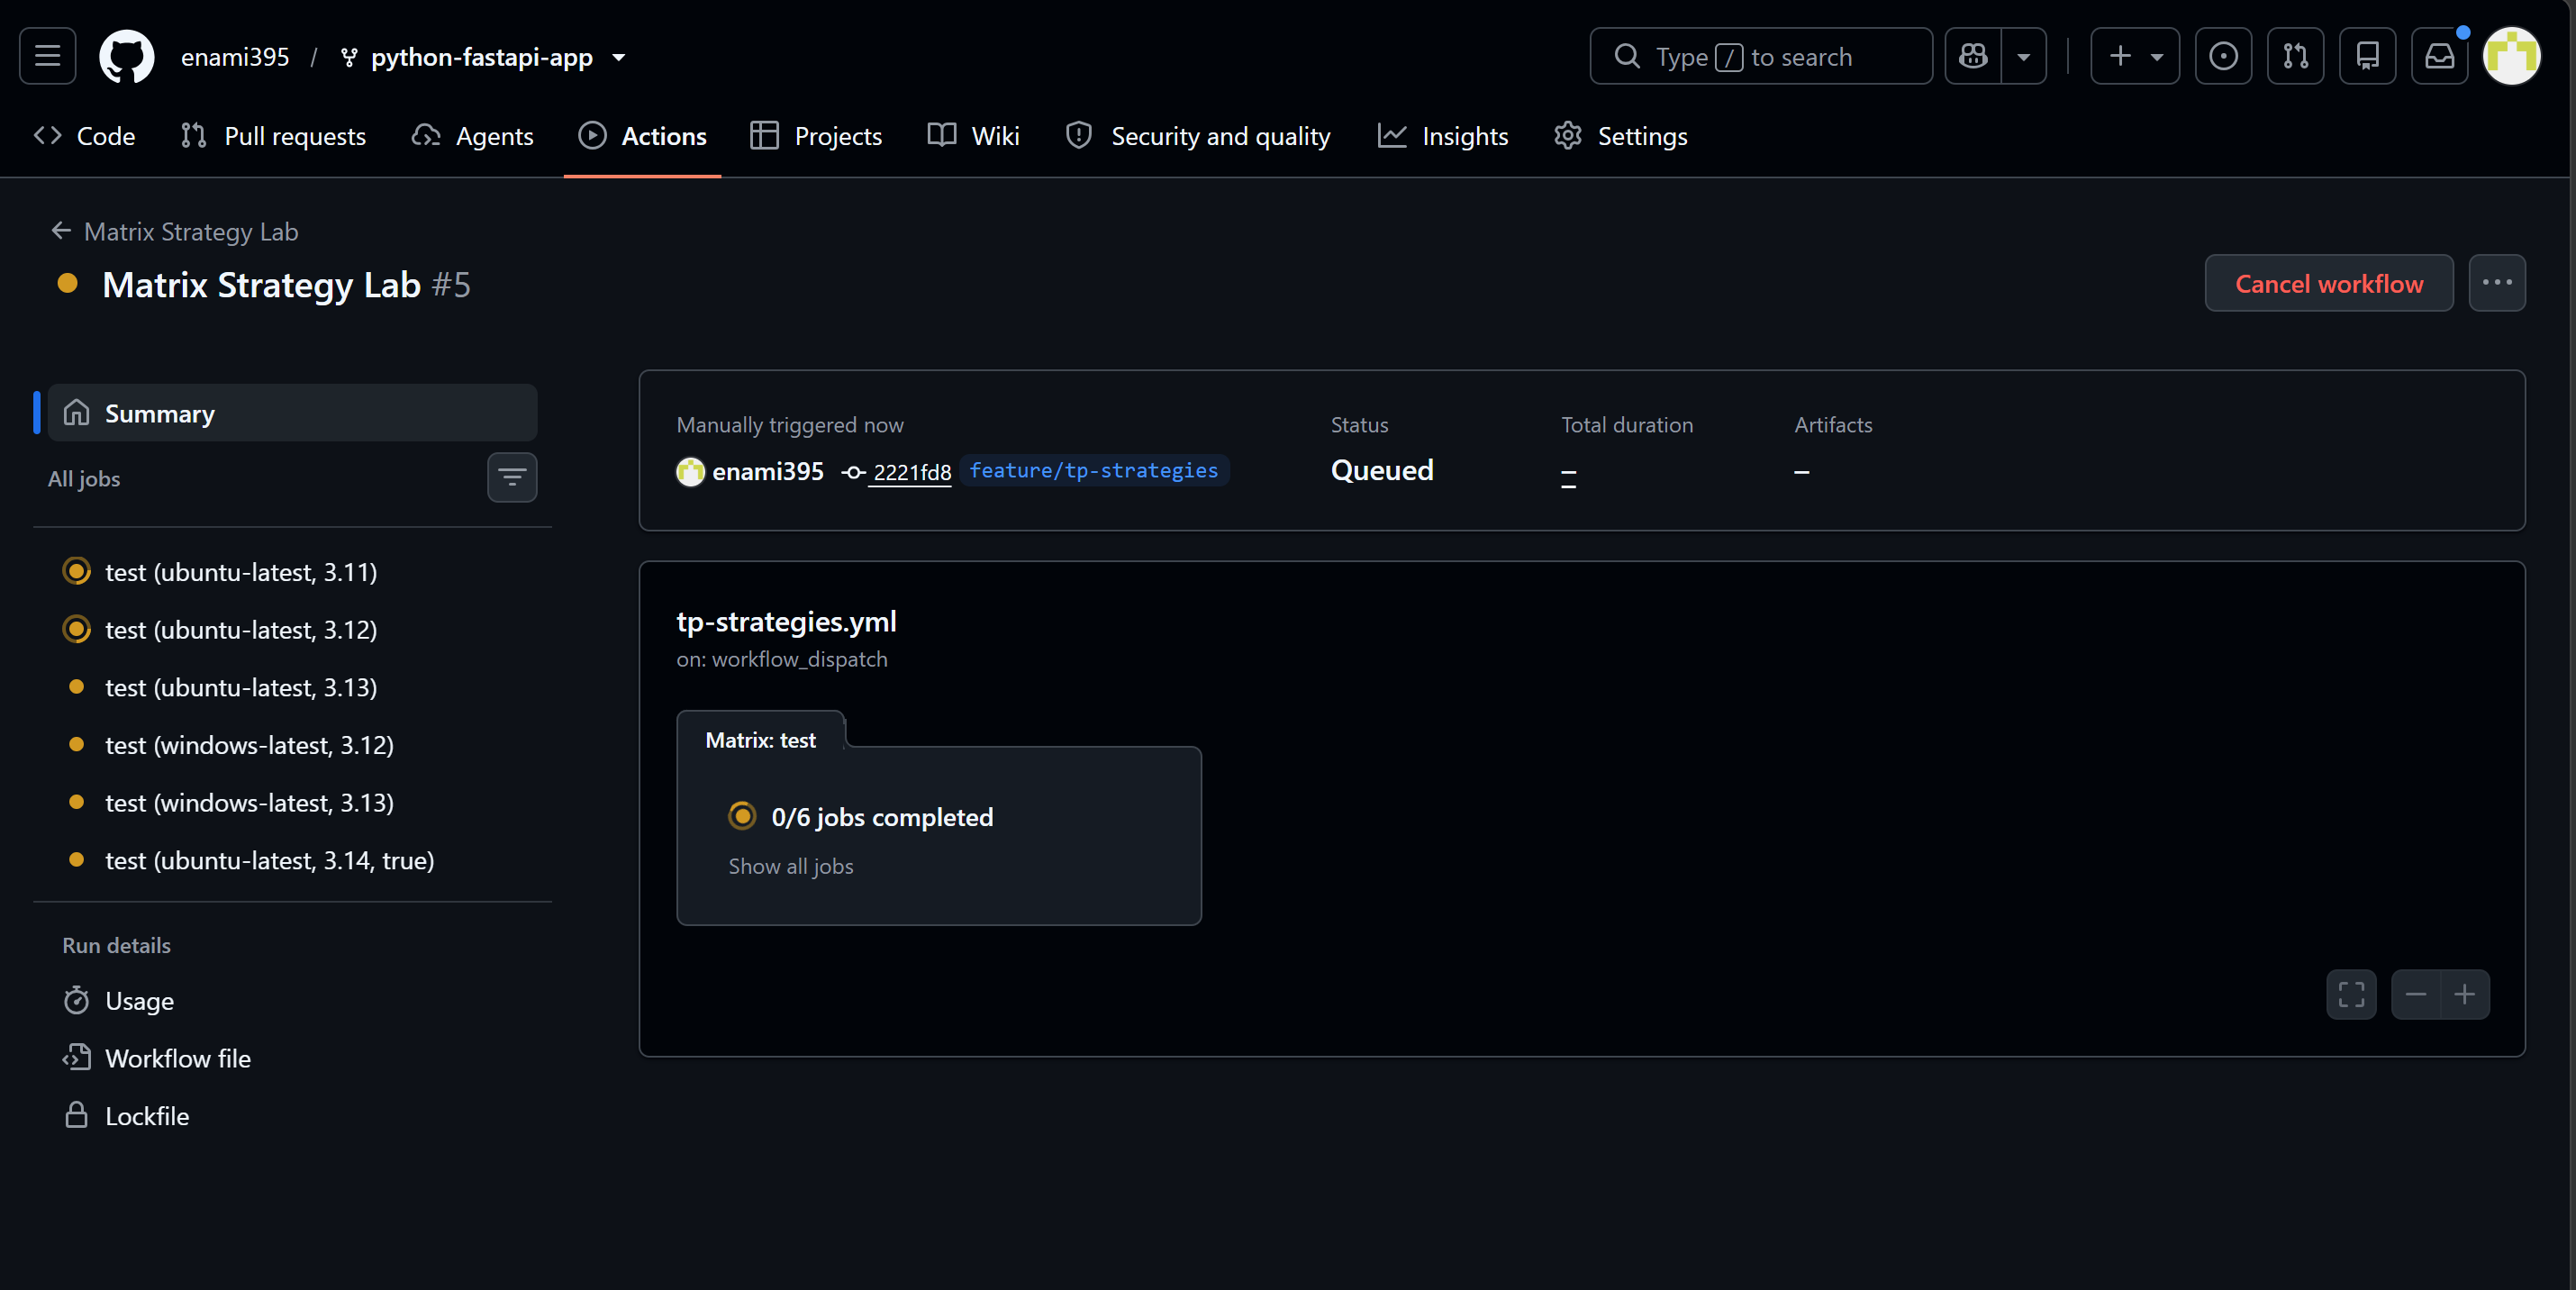 enami395 / python-fastapi-app
Type / to search
Code Pull requests Agents Actions Projects Wiki Security and quality Insights Settings
Matrix Strategy Lab
Matrix Strategy Lab #5
Cancel workflow
Summary
All jobs
test (ubuntu-latest, 3.11)
test (ubuntu-latest, 3.12)
test (ubuntu-latest, 3.13)
test (windows-latest, 3.12)
test (windows-latest, 3.13)
test (ubuntu-latest, 3.14, true)
Run details
Usage
Workflow file
Lockfile
Manually triggered now
enami395 2221fd8 feature/tp-strategies
Status
Queued
Total duration
–
Artifacts
–
tp-strategies.yml
on: workflow_dispatch
Matrix: test
0/6 jobs completed
Show all jobs